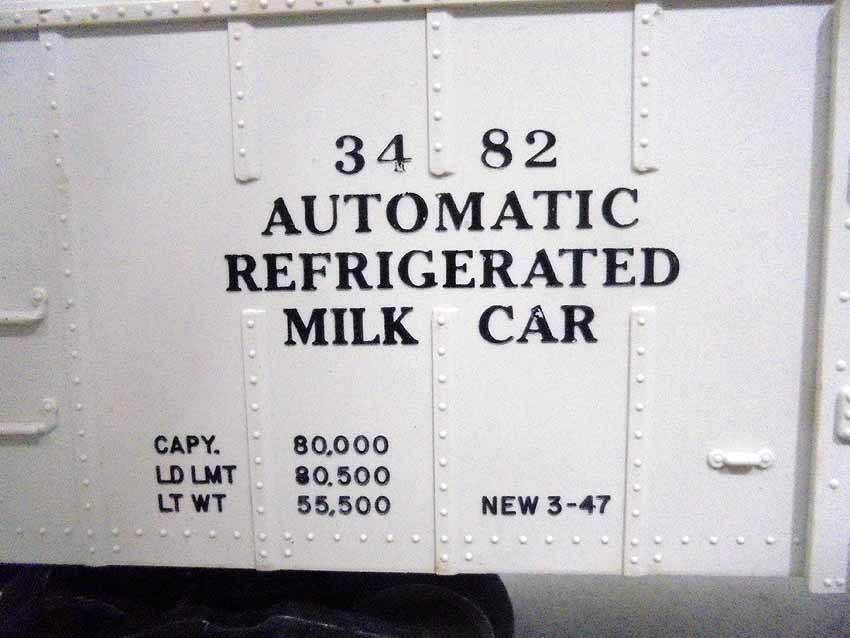 34 82
AUTOMATIC
REFRIGERATED
MILK CAR
CAPY. 80,000
LD LMT 80,500
LT WT 55,500 NEW 3-47